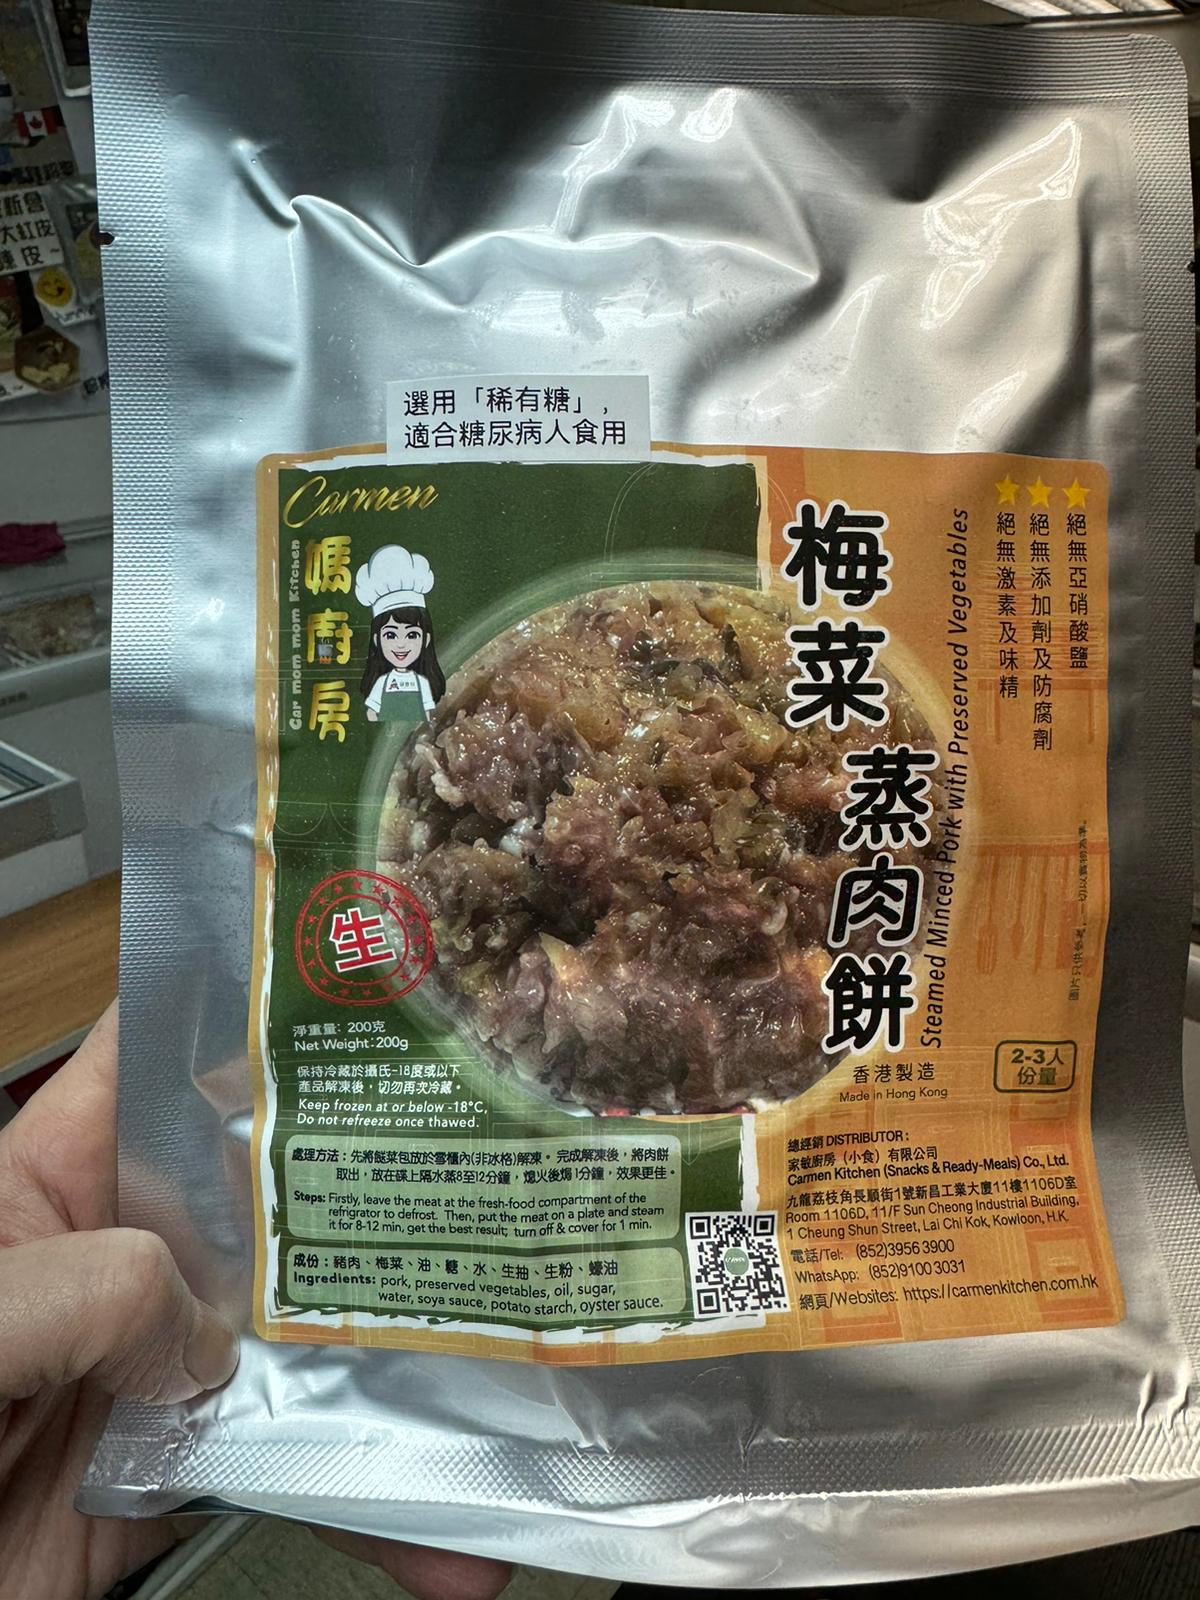 新會
大紅皮
陳皮~
選用「稀有糖」,
適合糖尿病人食用
Carmen
媽廚房
Car mom mom Kitchen
梅菜蒸肉餅
Steamed Minced Pork with Preserved Vegetables
絕無亞硝酸鹽
絕無添加劑及防腐劑
絕無激素及味精
生
淨重量: 200克
Net Weight:200g
保持冷藏於攝氏-18度或以下
產品解凍後,切勿再次冷藏。
Keep frozen at or below -18°C,
Do not refreeze once thawed.
香港製造
Made in Hong Kong
2-3人
份量
處理方法:先將餸菜包放於雪櫃內(非冰格)解凍。完成解凍後,將肉餅
取出,放在碟上隔水蒸8至12分鐘,熄火後焗1分鐘,效果更佳。
Steps: Firstly, leave the meat at the fresh-food compartment of the
refrigerator to defrost. Then, put the meat on a plate and steam
it for 8-12 min, get the best result, turn off & cover for 1 min.
成份:豬肉、梅菜、油、糖、水、生抽、生粉、蠔油
Ingredients: pork, preserved vegetables, oil, sugar,
water, soya sauce, potato starch, oyster sauce.
總經銷 DISTRIBUTOR:
家敏廚房(小食)有限公司
Carmen Kitchen (Snacks & Ready-Meals) Co., Ltd.
九龍荔枝角長順街1號新昌工業大廈11樓1106D室
Room 1106D, 11/F Sun Cheong Industrial Building,
1 Cheung Shun Street, Lai Chi Kok, Kowloon, H.K.
電話/Tel: (852)3956 3900
WhatsApp: (852)9100 3031
網頁/Websites: https://carmenkitchen.com.hk